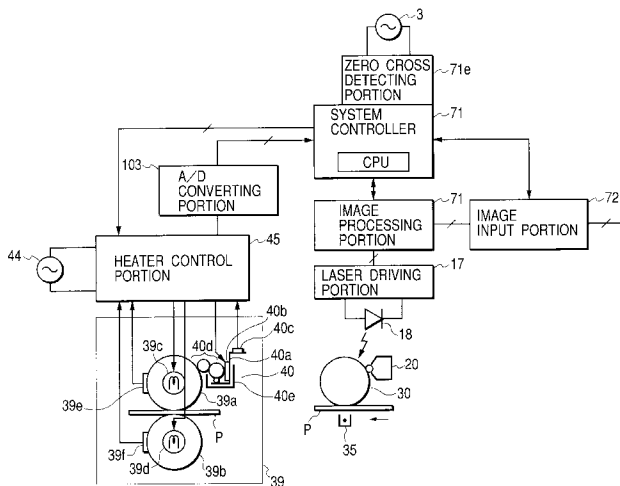 3
ZERO CROSS
DETECTING
PORTION
71e
SYSTEM
CONTROLLER
71
CPU
103
A/D
CONVERTING
PORTION
71
IMAGE
PROCESSING
PORTION
72
IMAGE
INPUT PORTION
44
45
HEATER CONTROL
PORTION
17
LASER DRIVING
PORTION
18
40b
40c
40d
40a
40
40e
39c
39a
39e
P
39f
39d
39b
39
20
30
P
35